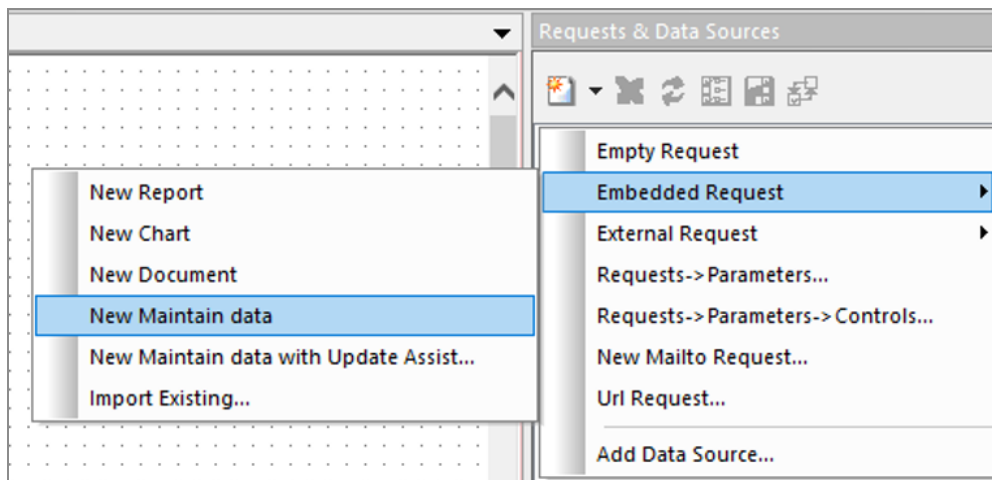 Requests & Data Sources
Empty Request
Embedded Request
External Request
Requests->Parameters...
Requests->Parameters->Controls...
New Mailto Request...
Url Request...
Add Data Source...
New Report
New Chart
New Document
New Maintain data
New Maintain data with Update Assist...
Import Existing...